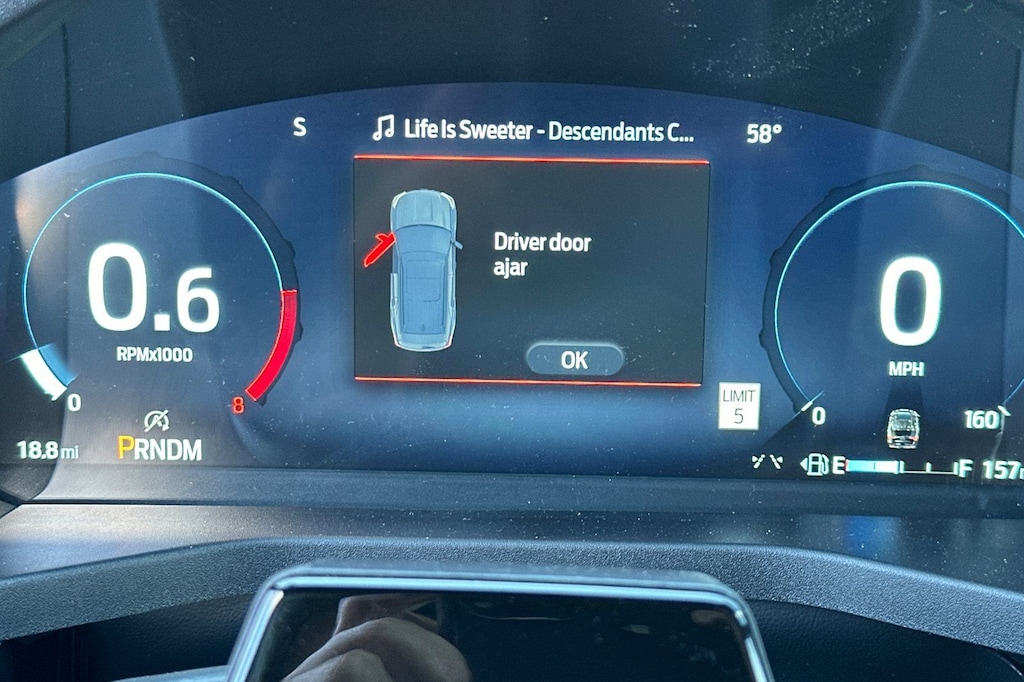 S
Life Is Sweeter - Descendants C...
58°
Driver door
ajar
OK
0.6
RPMx1000
0
8
0
MPH
0
160
LIMIT
5
18.8 mi
PRNDM
E
F
157